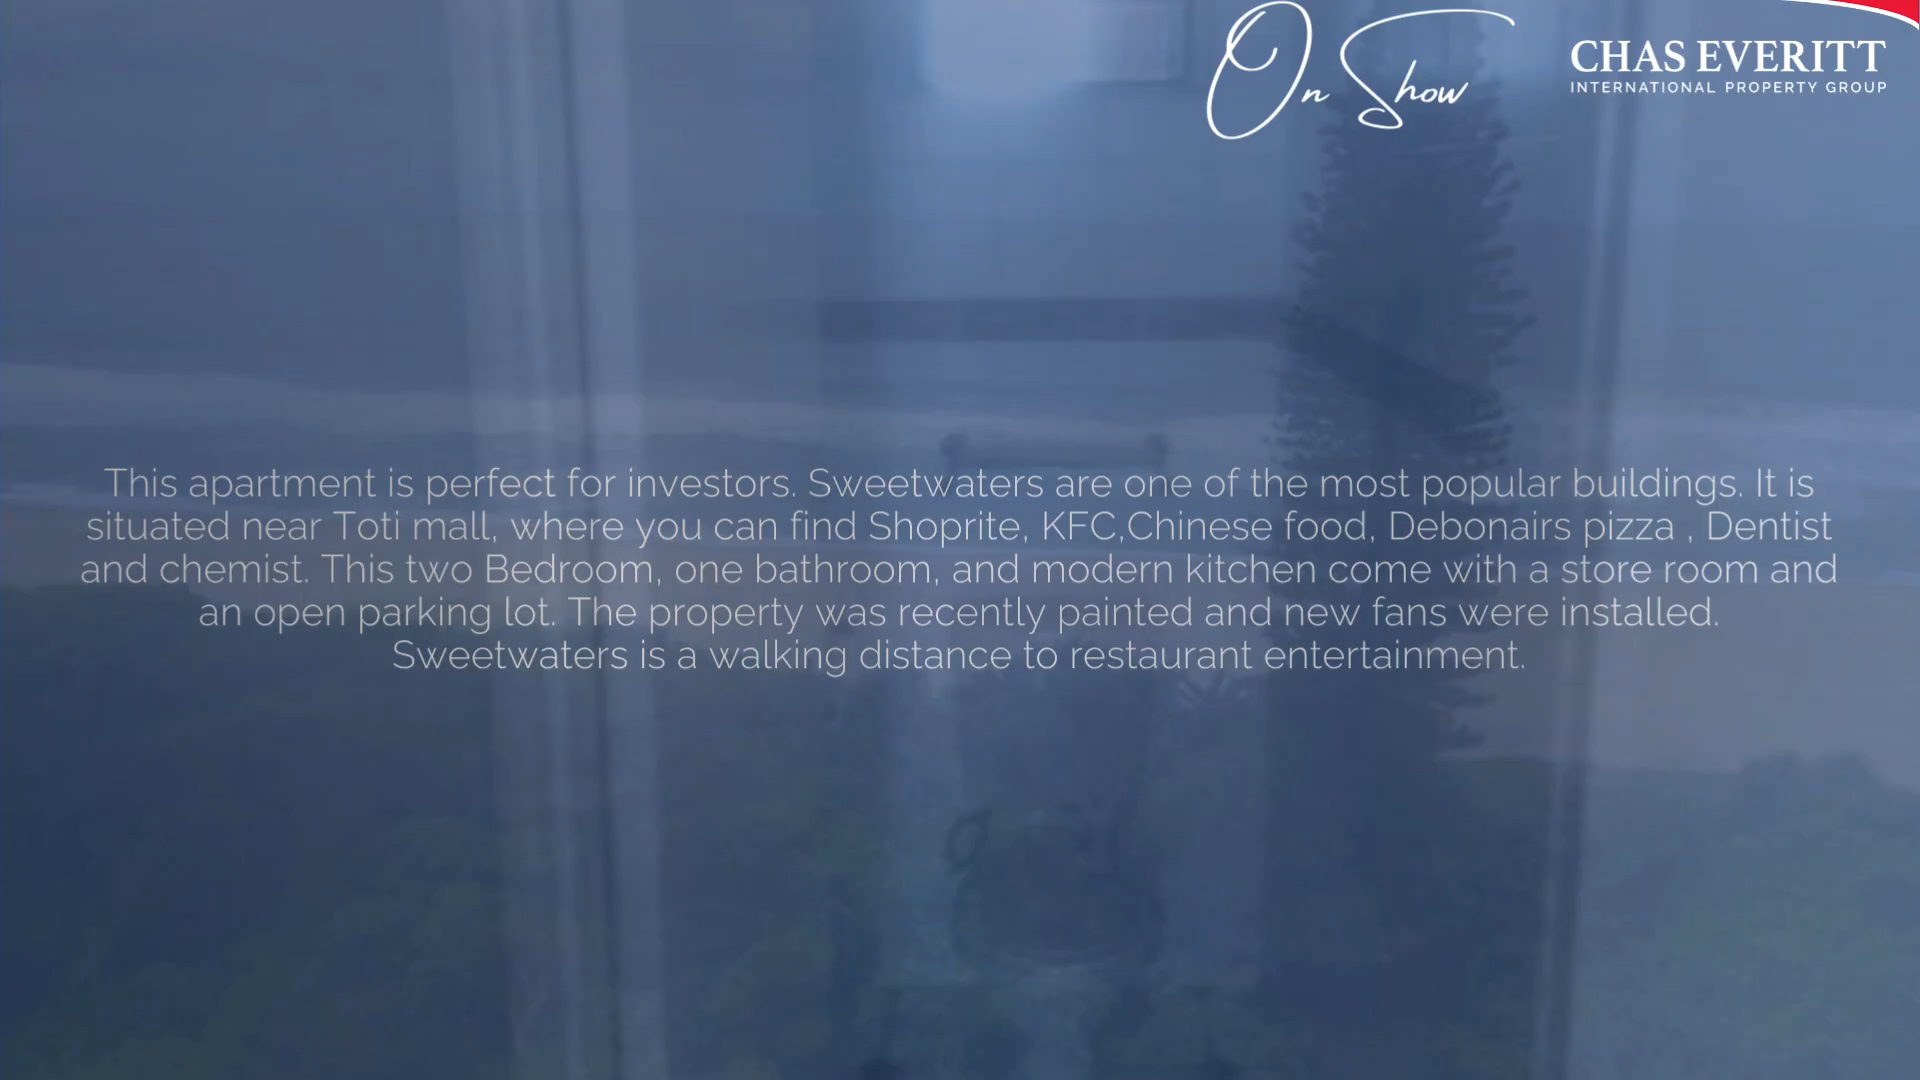 On Show
CHAS EVERITT
INTERNATIONAL PROPERTY GROUP
This apartment is perfect for investors. Sweetwaters are one of the most popular buildings. It is
situated near Toti mall, where you can find Shoprite, KFC,Chinese food, Debonairs pizza , Dentist
and chemist. This two Bedroom, one bathroom, and modern kitchen come with a store room and
an open parking lot. The property was recently painted and new fans were installed.
Sweetwaters is a walking distance to restaurant entertainment.